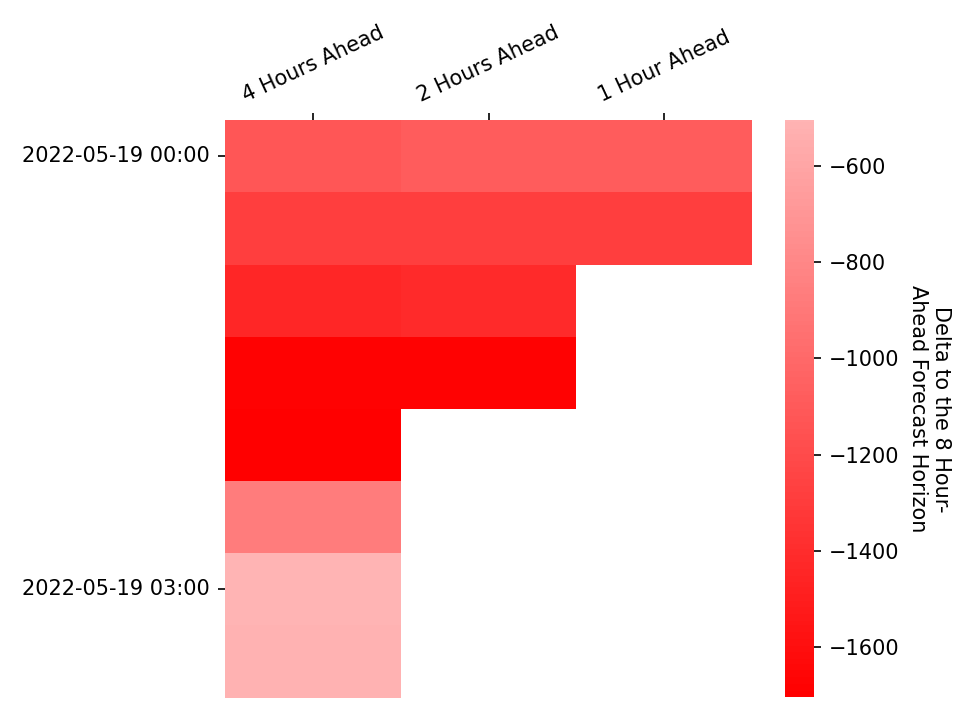 4 Hours Ahead
2 Hours Ahead
1 Hour Ahead
2022-05-19 00:00
2022-05-19 03:00
−600
−800
−1000
−1200
−1400
−1600
Delta to the 8 Hour-
Ahead Forecast Horizon